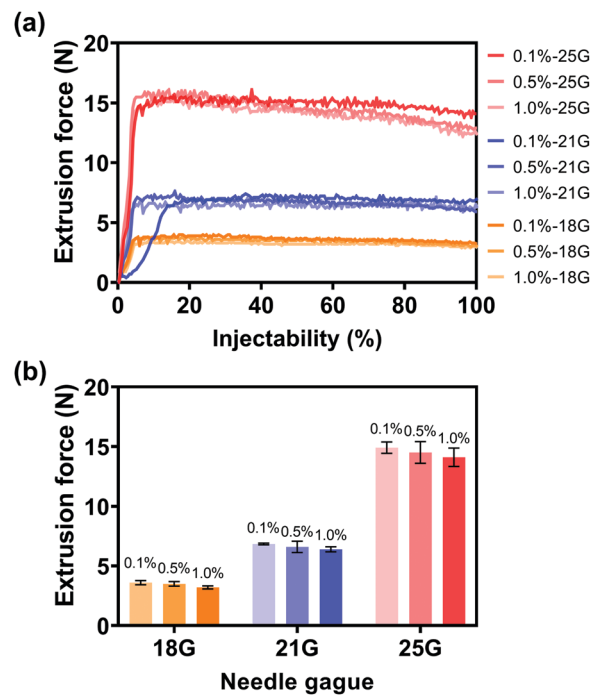 (a)
Extrusion force (N)
20
15
10
5
0
0 20 40 60 80 100
Injectability (%)
0.1%-25G
0.5%-25G
1.0%-25G
0.1%-21G
0.5%-21G
1.0%-21G
0.1%-18G
0.5%-18G
1.0%-18G
(b)
Extrusion force (N)
20
15
10
5
0
0.1% 0.5% 1.0%
0.1% 0.5% 1.0%
0.1% 0.5% 1.0%
18G 21G 25G
Needle gague